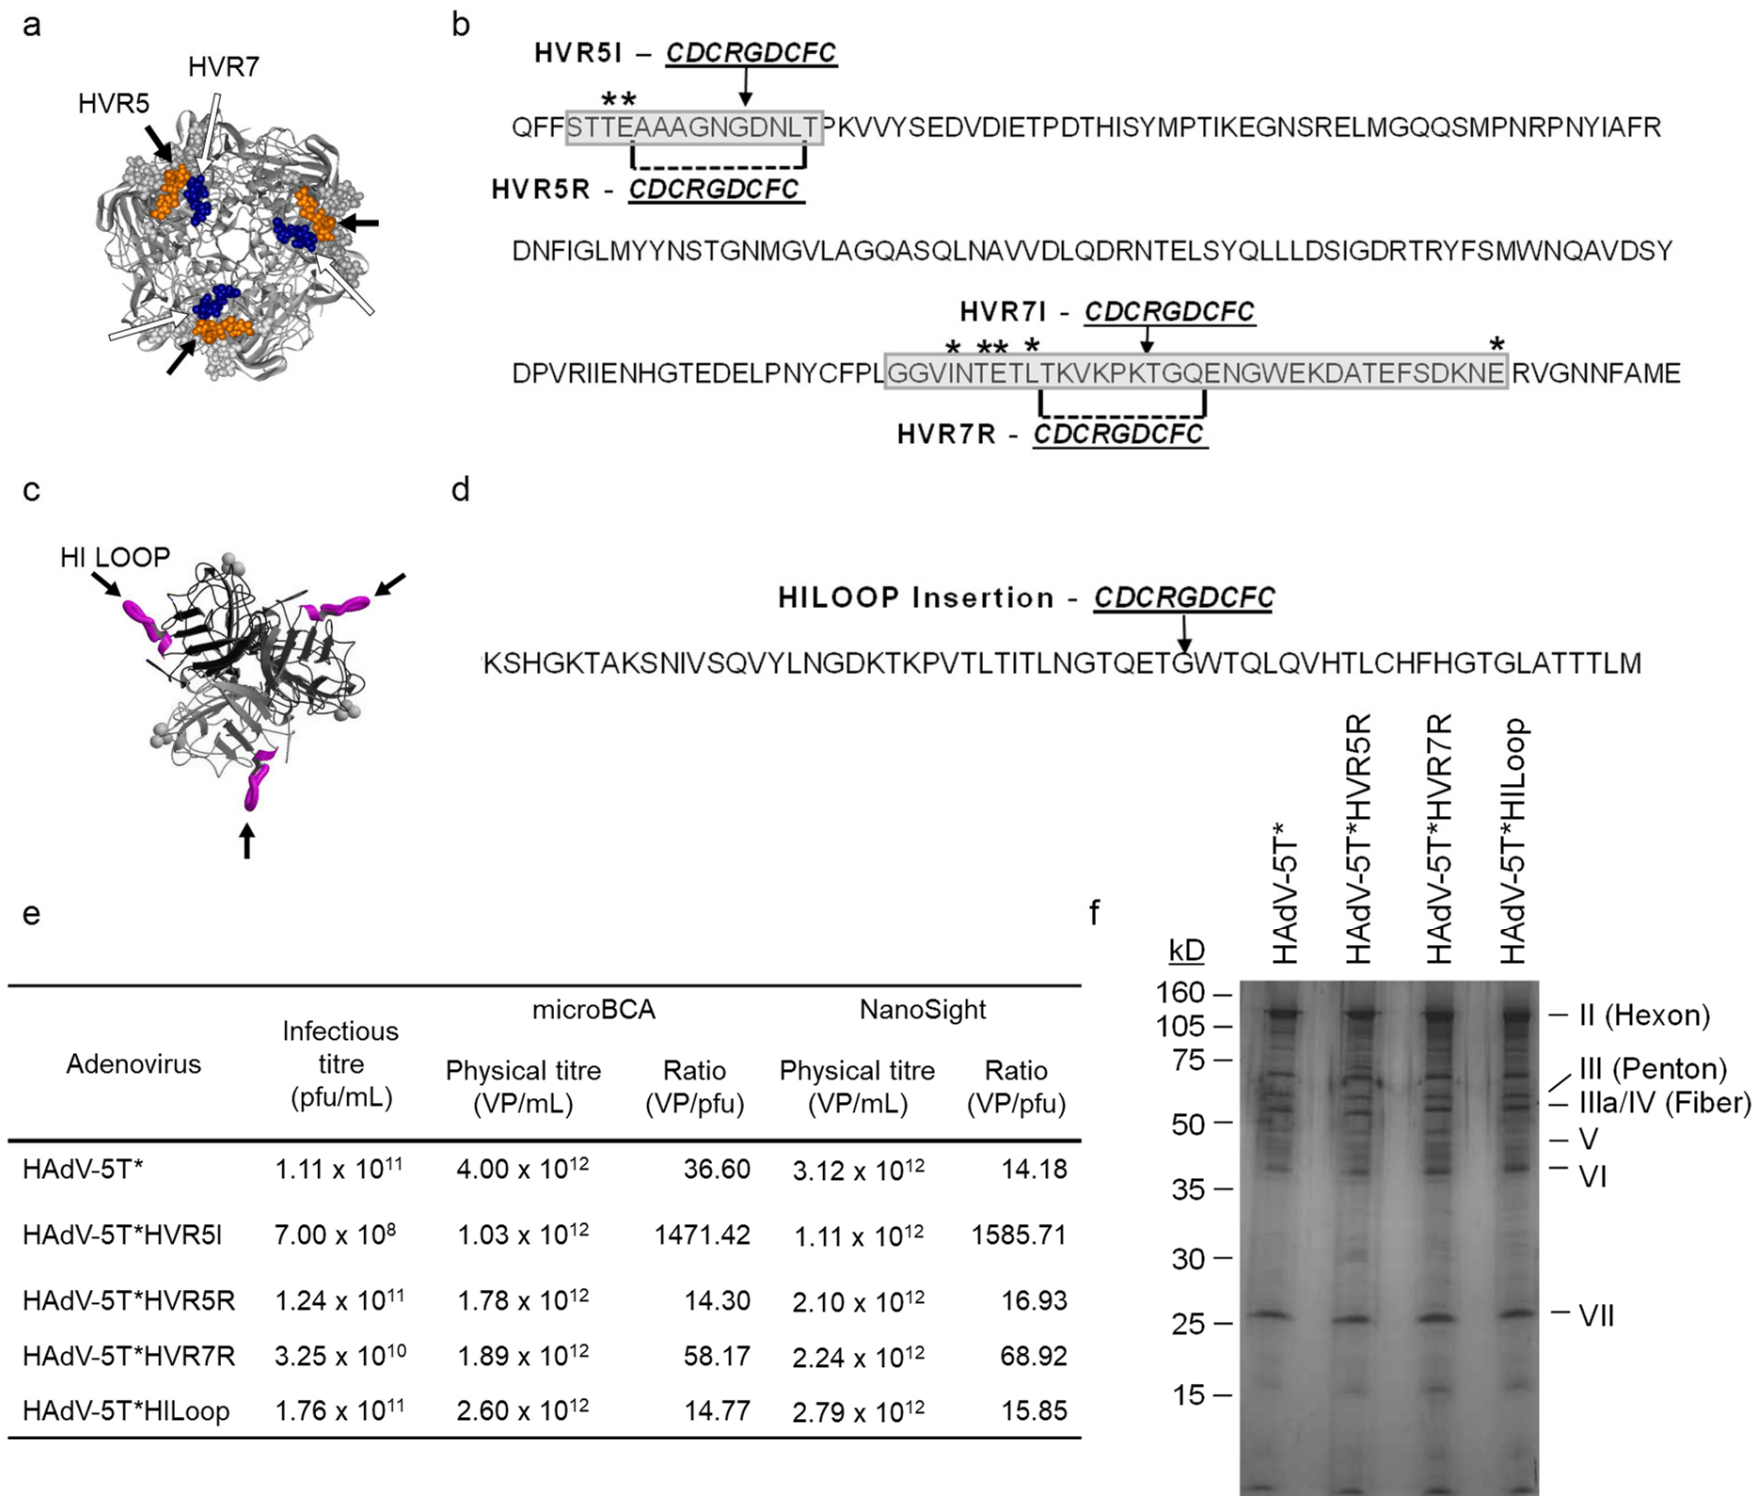 a
HVR7
HVR5
b
HVR5I – CDCRGDCFC
**
QFFSTTEAAAGNGDNLTPKVVYSEDVDIETPDTHISYMPTIKEGNSRELMGQQSMPNRPNYIAFR
HVR5R - CDCRGDCFC
DNFIGLMYYNSTGNMGVLAGQASQLNAVVDLQDRNTELSYQLLLDSIGDRTRYFSMWNQAVDSY
HVR7I - CDCRGDCFC
* ** * *
DPVRIIENHGTEDELPNYCFPLGGVINTETLTKVKPKTGQENGWEKDATEFSDKNERVGNNFAME
HVR7R - CDCRGDCFC
c
HI LOOP
d
HILOOP Insertion - CDCRGDCFC
KSHGKTAKSNIVSQVYLNGDKTKPVTLTITLNGTQETGWTQLQVHTLCHFHGTGLATTTLM
e
Adenovirus
Infectious
titre
(pfu/mL)
microBCA
Physical titre
(VP/mL)
Ratio
(VP/pfu)
NanoSight
Physical titre
(VP/mL)
Ratio
(VP/pfu)
HAdV-5T* 1.11 x 10¹¹ 4.00 x 10¹² 36.60 3.12 x 10¹² 14.18
HAdV-5T*HVR5I 7.00 x 10⁸ 1.03 x 10¹² 1471.42 1.11 x 10¹² 1585.71
HAdV-5T*HVR5R 1.24 x 10¹¹ 1.78 x 10¹² 14.30 2.10 x 10¹² 16.93
HAdV-5T*HVR7R 3.25 x 10¹⁰ 1.89 x 10¹² 58.17 2.24 x 10¹² 68.92
HAdV-5T*HILoop 1.76 x 10¹¹ 2.60 x 10¹² 14.77 2.79 x 10¹² 15.85
f
HAdV-5T*
HAdV-5T*HVR5R
HAdV-5T*HVR7R
HAdV-5T*HILoop
kD
160
105
75
50
35
30
25
15
II (Hexon)
III (Penton)
IIIa/IV (Fiber)
V
VI
VII